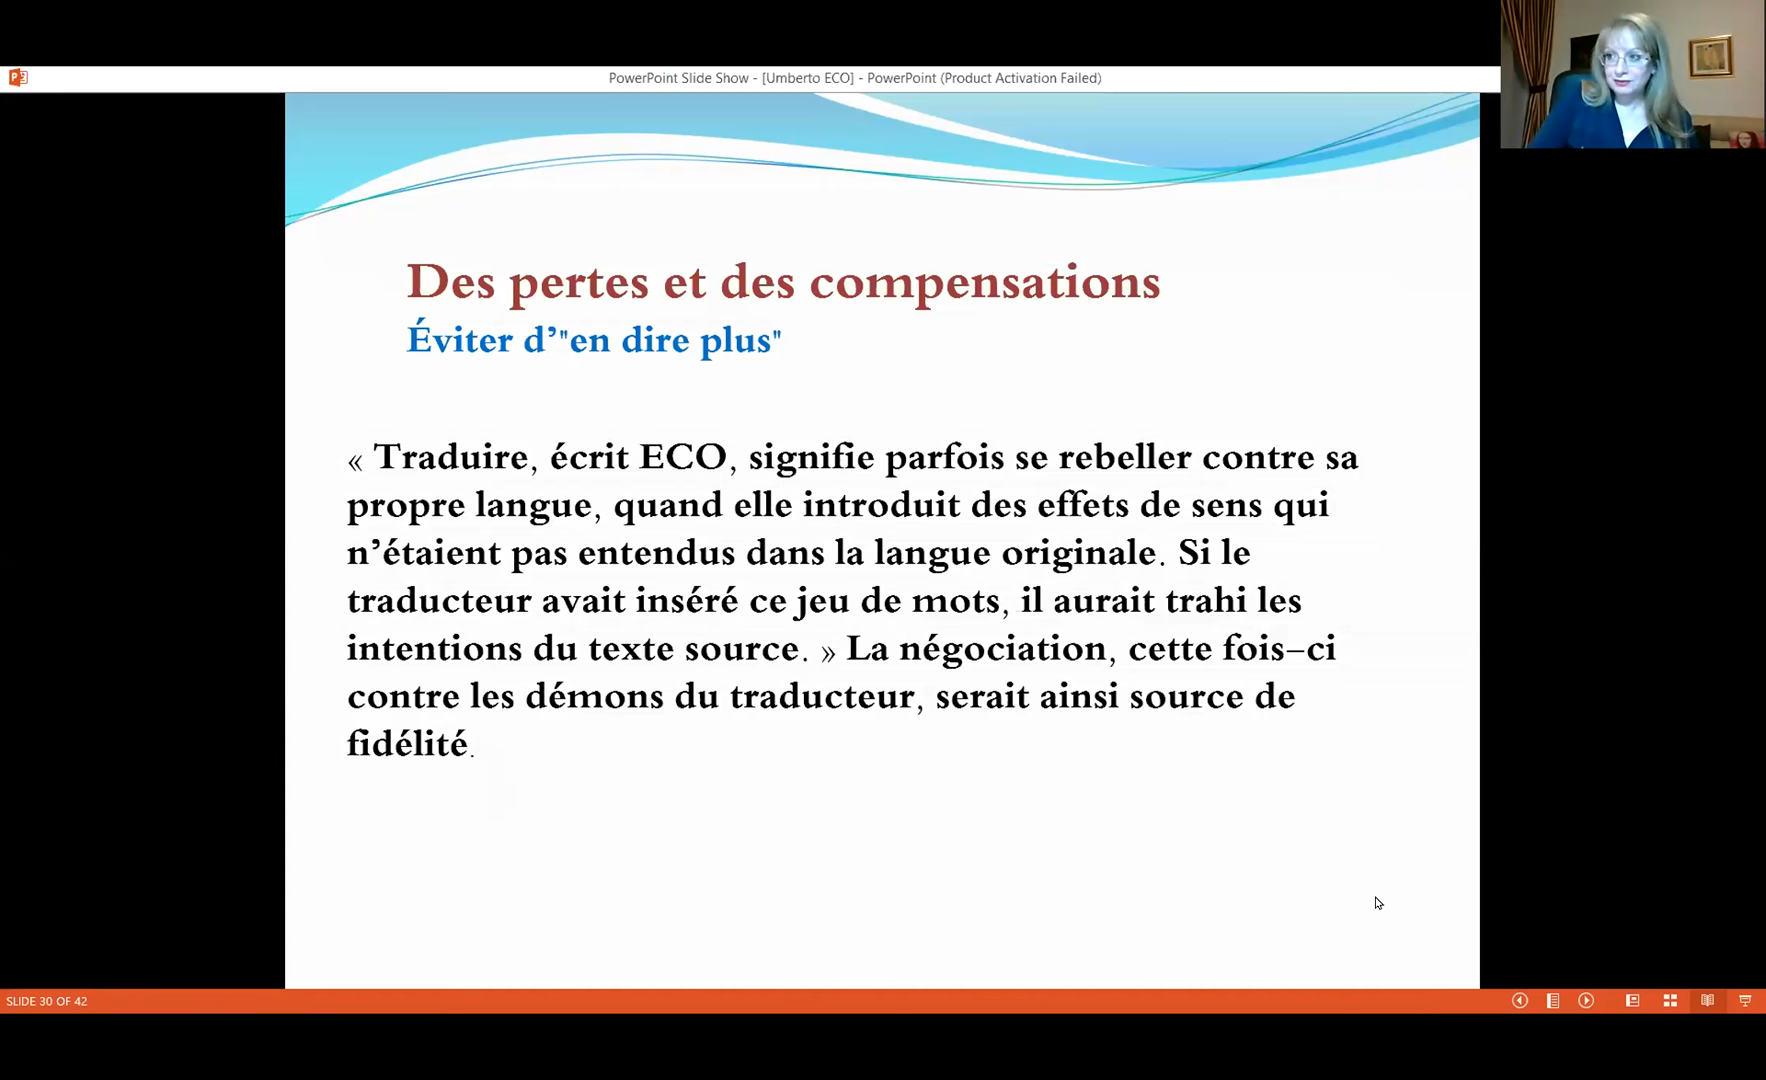 PowerPoint Slide Show - [Umberto ECO] - PowerPoint (Product Activation Failed)
Des pertes et des compensations
Éviter d’"en dire plus"
« Traduire, écrit ECO, signifie parfois se rebeller contre sa
propre langue, quand elle introduit des effets de sens qui
n’étaient pas entendus dans la langue originale. Si le
traducteur avait inséré ce jeu de mots, il aurait trahi les
intentions du texte source. » La négociation, cette fois-ci
contre les démons du traducteur, serait ainsi source de
fidélité.
SLIDE 30 OF 42